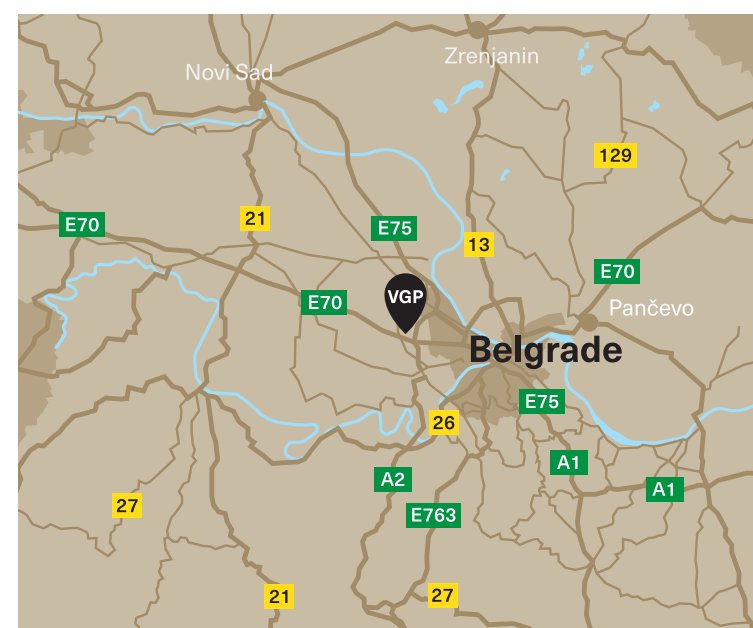 Zrenjanin
Novi Sad
129
E70
21
E75
13
E70
VGP
E70
Pančevo
Belgrade
E75
26
A1
A2
A1
27
E763
21
27